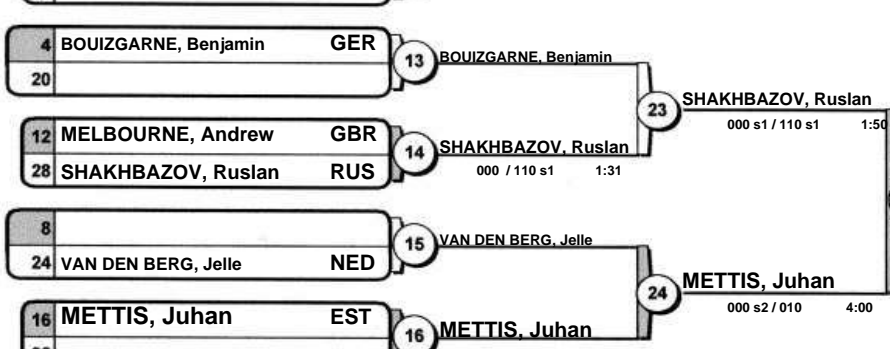 4 BOUIZGARNE, Benjamin GER
13 BOUIZGARNE, Benjamin
20
23 SHAKHBAZOV, Ruslan
000 s1 / 110 s1 1:50
12 MELBOURNE, Andrew GBR
14 SHAKHBAZOV, Ruslan
28 SHAKHBAZOV, Ruslan RUS
000 / 110 s1 1:31
8
15 VAN DEN BERG, Jelle
24 VAN DEN BERG, Jelle NED
24 METTIS, Juhan
000 s2 / 010 4:00
16 METTIS, Juhan EST
16 METTIS, Juhan